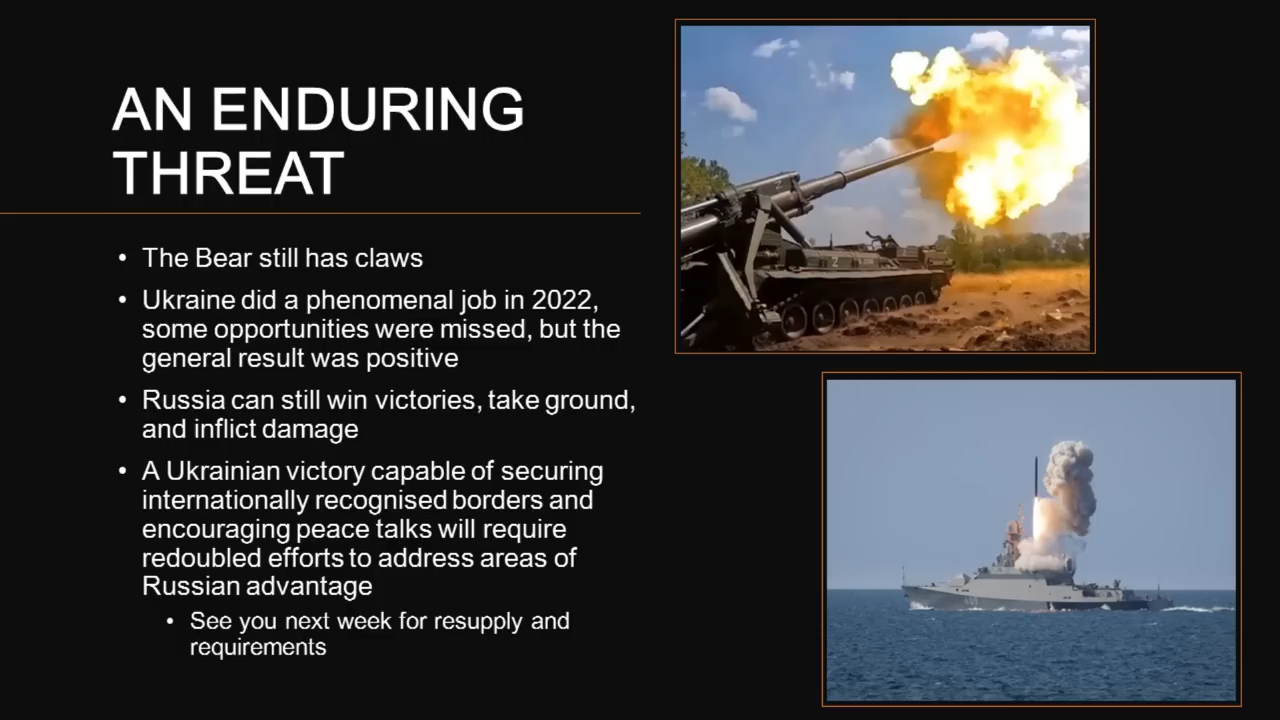 AN ENDURING
THREAT
• The Bear still has claws
• Ukraine did a phenomenal job in 2022,
some opportunities were missed, but the
general result was positive
• Russia can still win victories, take ground,
and inflict damage
• A Ukrainian victory capable of securing
internationally recognised borders and
encouraging peace talks will require
redoubled efforts to address areas of
Russian advantage
• See you next week for resupply and
requirements
Z
Z